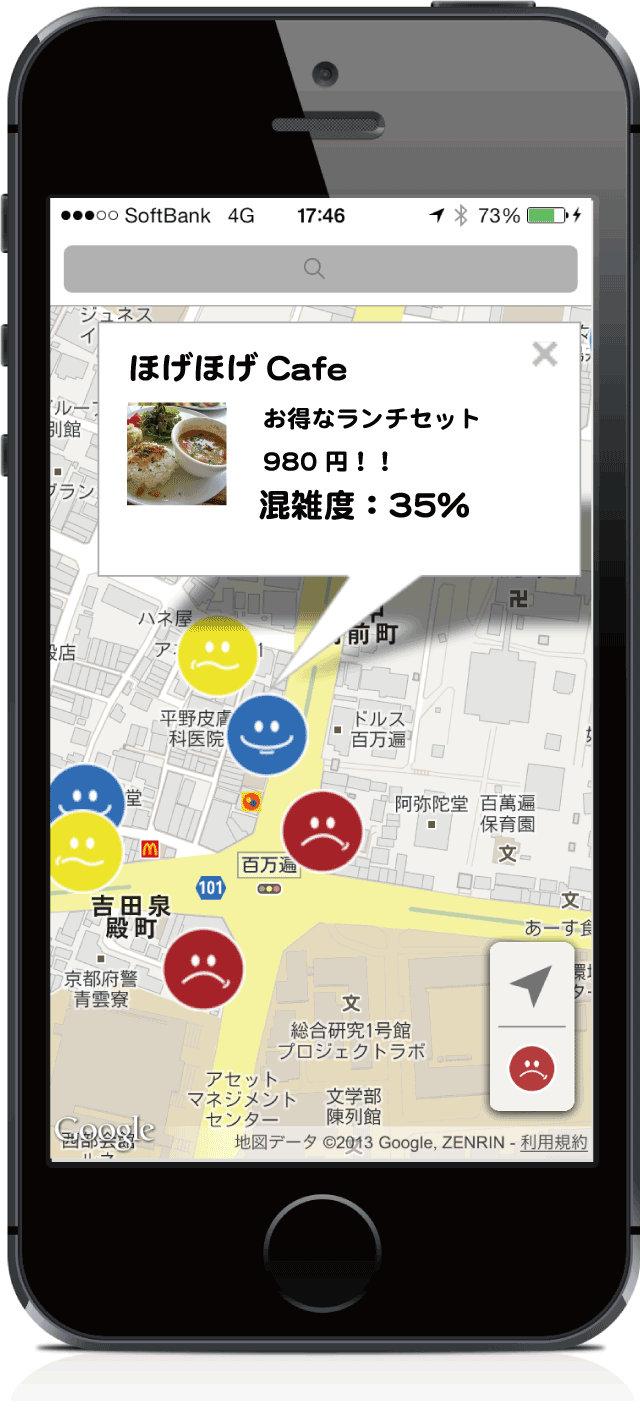 SoftBank 4G 17:46 73%
ジュネス
イ
ほげほげ Cafe
お得なランチセット
980 円！！
混雑度：35%
別館
グラン
卍
ハネ屋
前町
殿店
ア
1
平野皮膚
科医院
ドルス
百万遍
堂
阿弥陀堂
百萬遍
保育園
文
百万遍
101
吉田泉
殿町
文
あーす食
京都府警
青雲寮
文
総合研究1号館
プロジェクトラボ
アセット
マネジメント
センター
文学部
陳列館
Google
地図データ ©2013 Google, ZENRIN - 利用規約